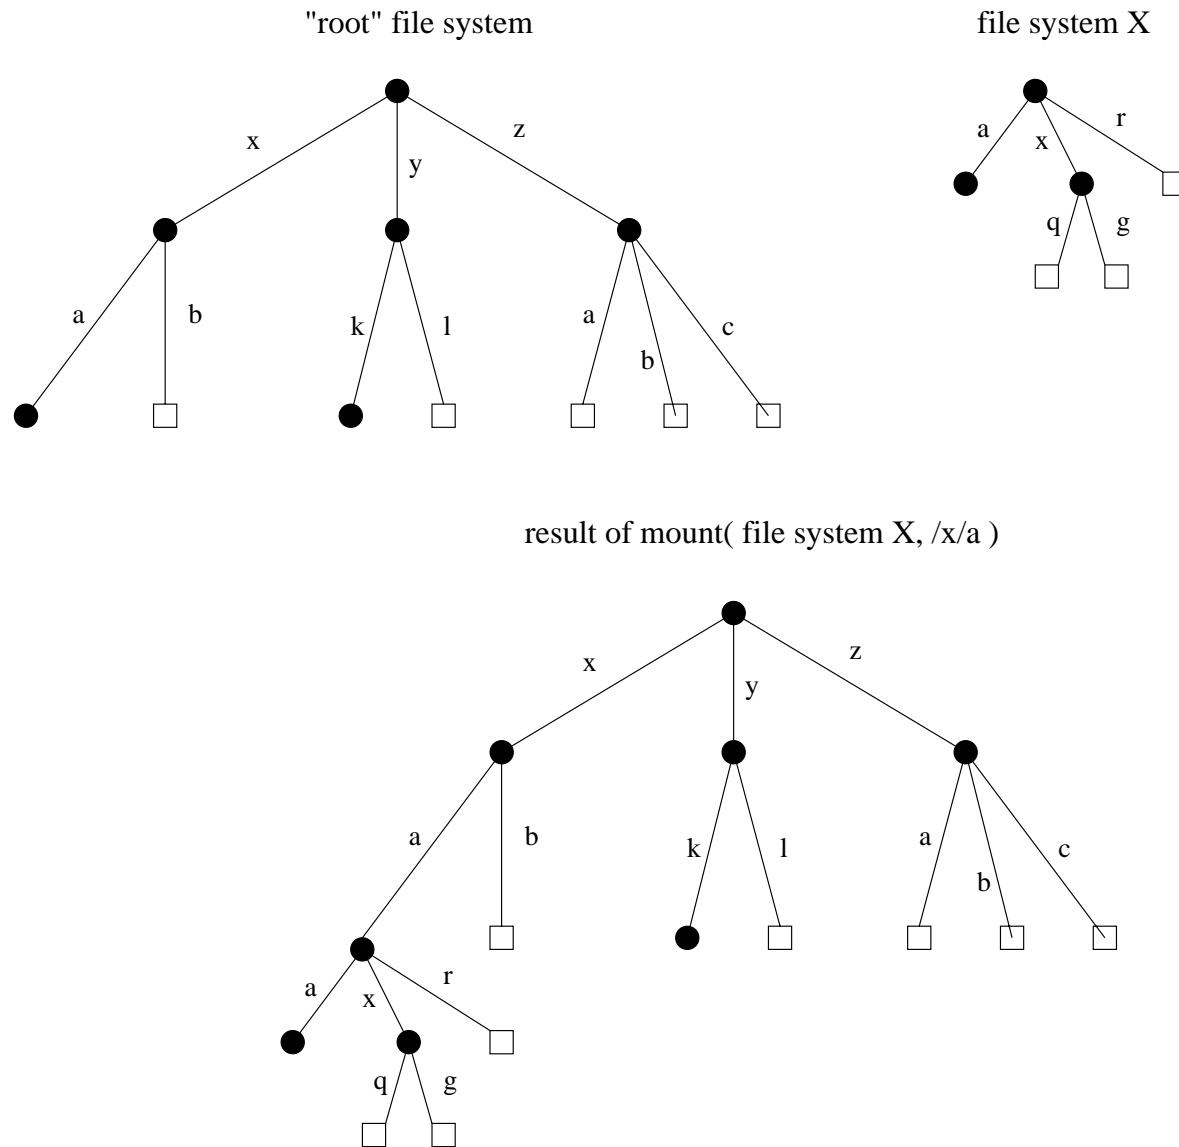 "root" file system
file system X
x
y
z
a
b
k
l
a
b
c
a
x
r
q
g
result of mount( file system X, /x/a )
x
y
z
a
b
k
l
a
b
c
a
x
r
q
g